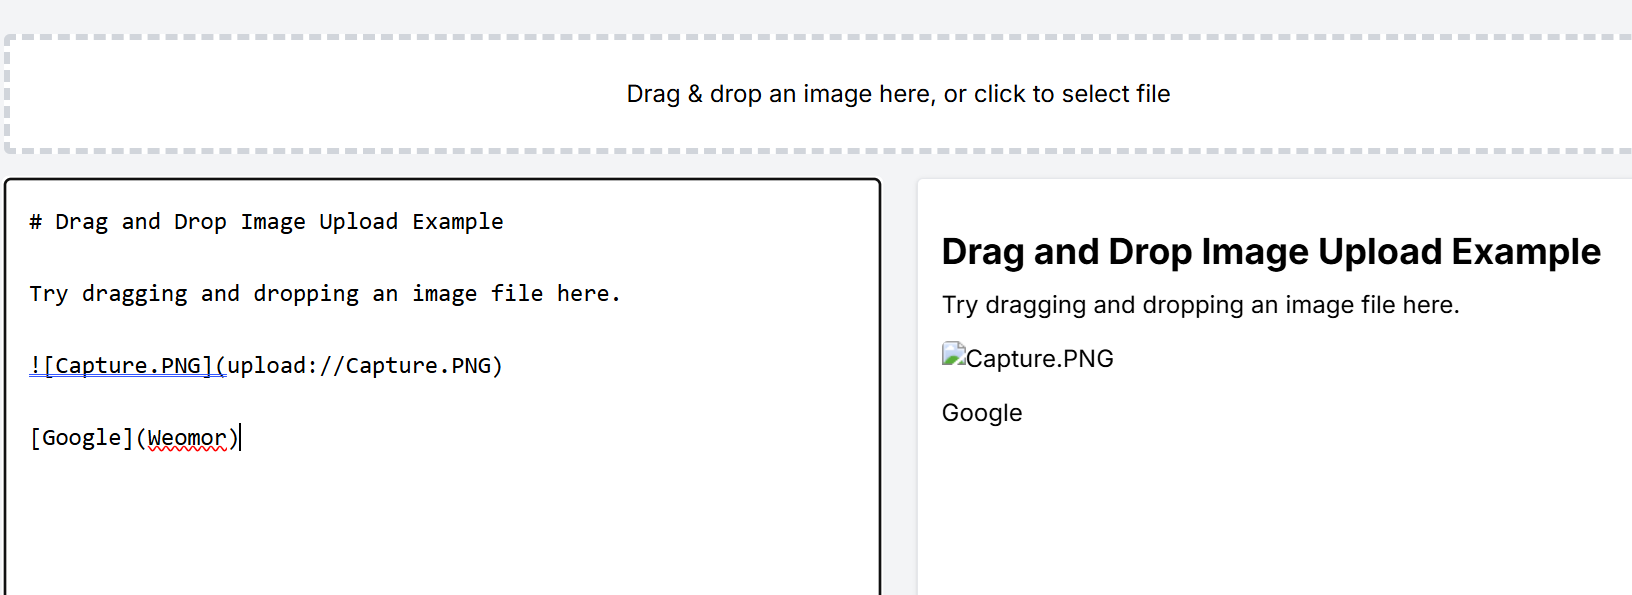 Drag & drop an image here, or click to select file
# Drag and Drop Image Upload Example
Try dragging and dropping an image file here.
![Capture.PNG](upload://Capture.PNG)
[Google](Weomor)
Drag and Drop Image Upload Example
Try dragging and dropping an image file here.
Capture.PNG
Google